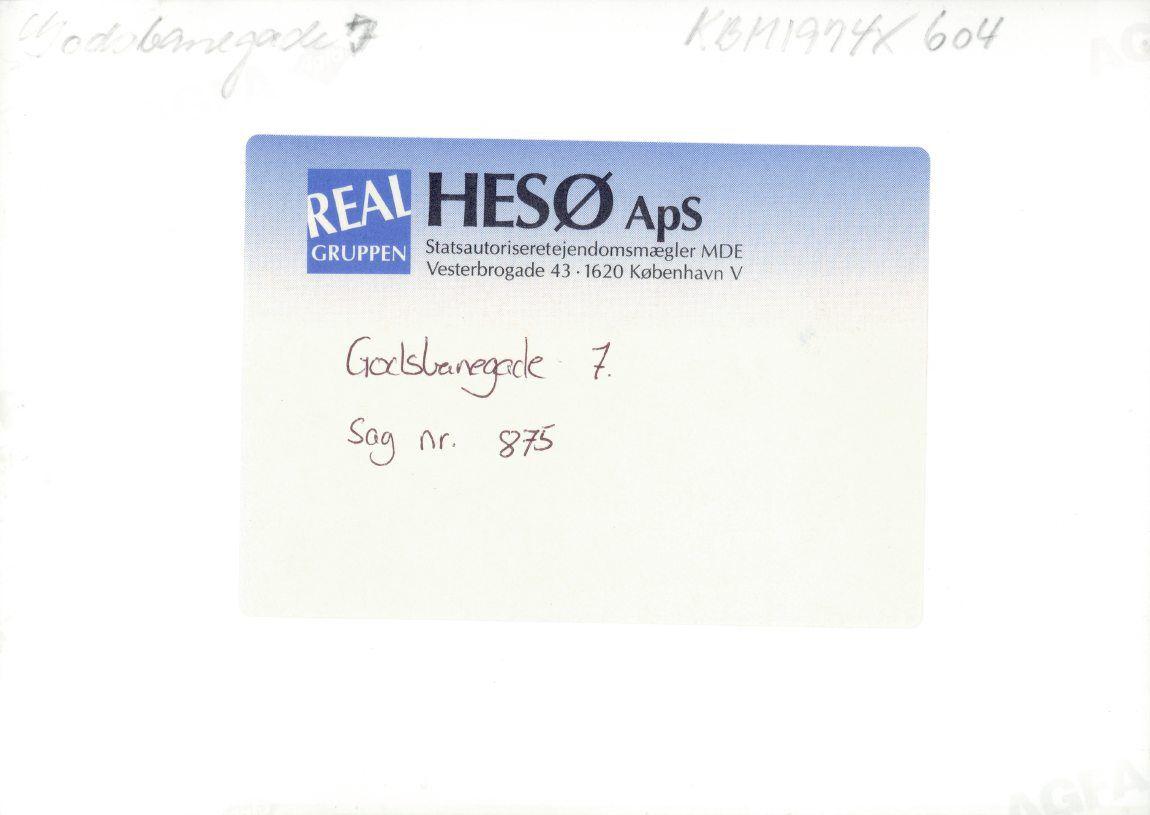 Godsbanegade 7
KBM1974X 604
REAL
GRUPPEN
HESØ ApS
Statsautoriseretejendomsmægler MDE
Vesterbrogade 43 · 1620 København V
Godsbanegade 7.
Sag nr. 875
AGFA